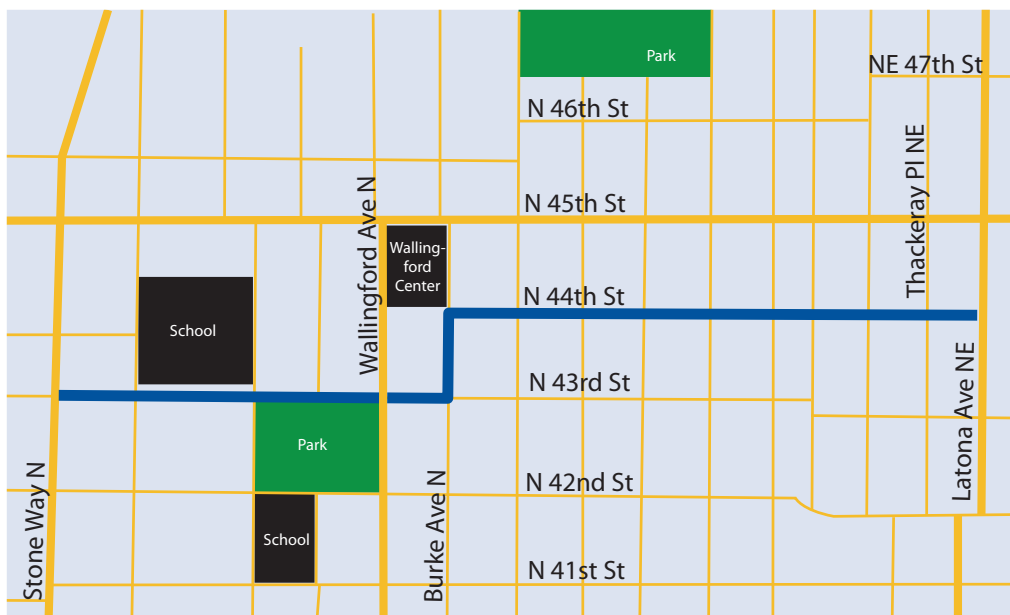 Park
NE 47th St
N 46th St
Thackeray Pl NE
N 45th St
Wallingford Ave N
Walling-
ford
Center
N 44th St
School
N 43rd St
Park
Latona Ave NE
Stone Way N
Burke Ave N
N 42nd St
School
N 41st St